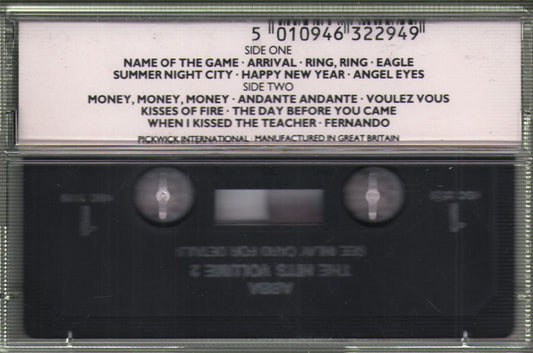 5 010946 322949
SIDE ONE
NAME OF THE GAME · ARRIVAL · RING, RING · EAGLE
SUMMER NIGHT CITY · HAPPY NEW YEAR · ANGEL EYES
SIDE TWO
MONEY, MONEY, MONEY · ANDANTE ANDANTE · VOULEZ VOUS
KISSES OF FIRE · THE DAY BEFORE YOU CAME
WHEN I KISSED THE TEACHER · FERNANDO
PICKWICK INTERNATIONAL · MANUFACTURED IN GREAT BRITAIN
1
1
ABBA
THE HITS VOLUME 2
SEE INLAY CARD FOR DETAILS